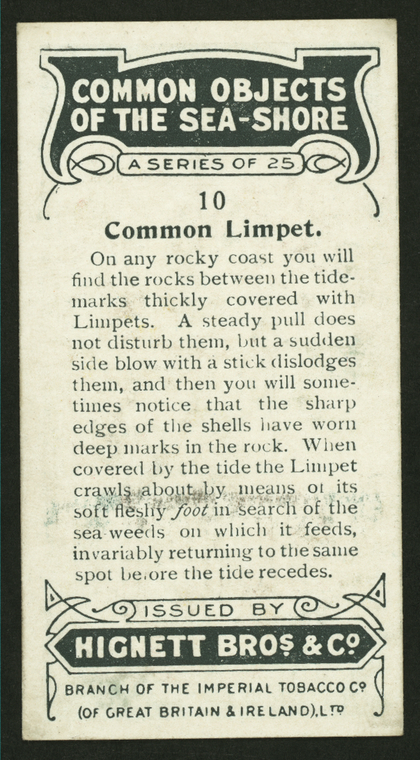 COMMON OBJECTS
OF THE SEA-SHORE
A SERIES OF 25
10
Common Limpet.
On any rocky coast you will
find the rocks between the tide-
marks thickly covered with
Limpets. A steady pull does
not disturb them, but a sudden
side blow with a stick dislodges
them, and then you will some-
times notice that the sharp
edges of the shells have worn
deep marks in the rock. When
covered by the tide the Limpet
crawls about by means of its
soft fleshy foot in search of the
sea-weeds on which it feeds,
invariably returning to the same
spot before the tide recedes.
ISSUED BY
HIGNETT BROS & CO
BRANCH OF THE IMPERIAL TOBACCO CO
(OF GREAT BRITAIN & IRELAND), LTD